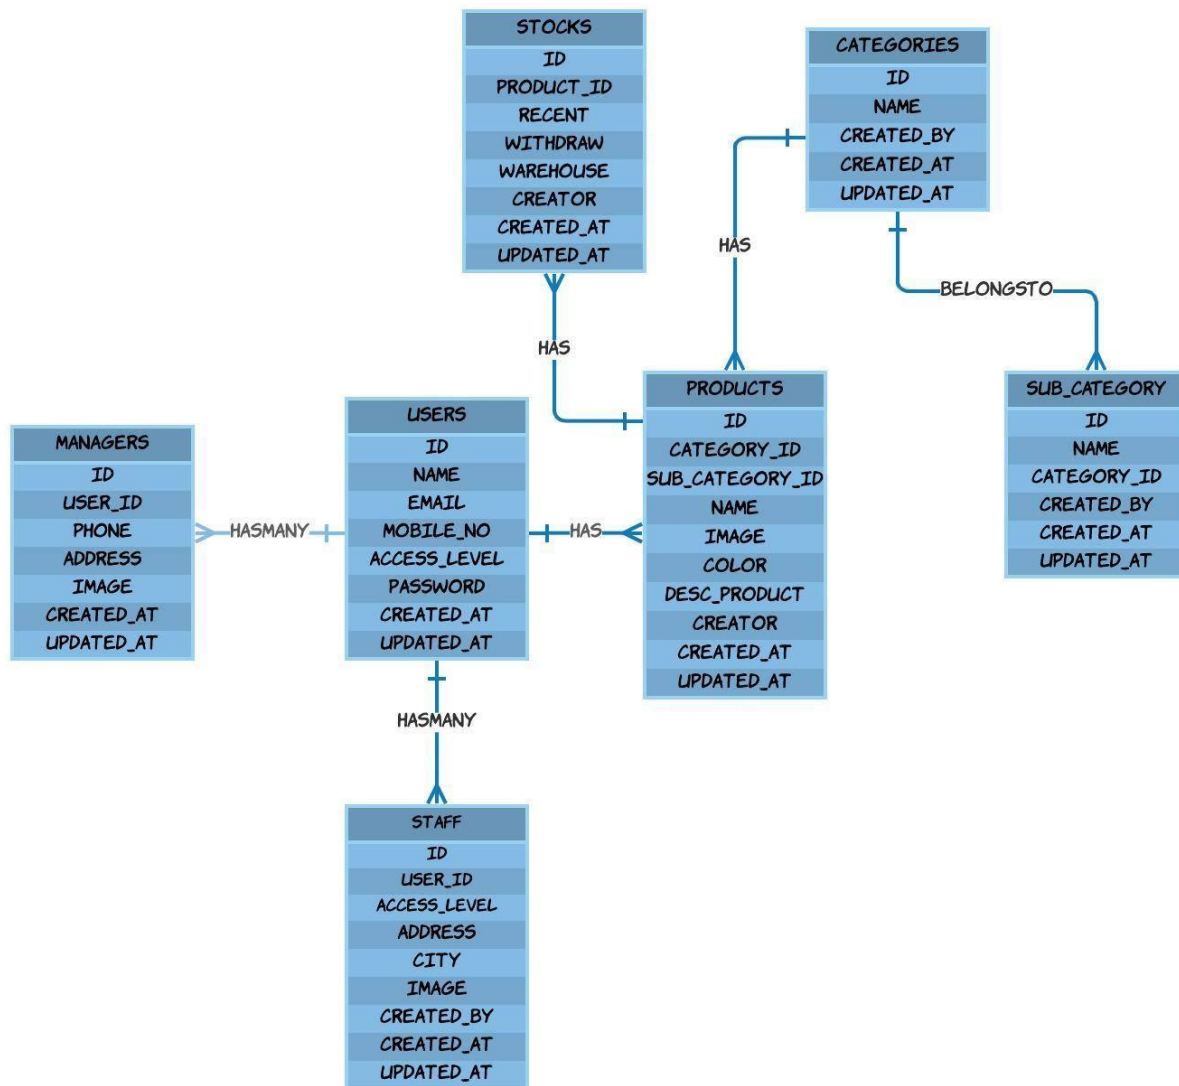 STOCKS
ID
PRODUCT_ID
RECENT
WITHDRAW
WAREHOUSE
CREATOR
CREATED_AT
UPDATED_AT
CATEGORIES
ID
NAME
CREATED_BY
CREATED_AT
UPDATED_AT
HAS
BELONGSTO
HAS
MANAGERS
ID
USER_ID
PHONE
ADDRESS
IMAGE
CREATED_AT
UPDATED_AT
HASMANY
USERS
ID
NAME
EMAIL
MOBILE_NO
ACCESS_LEVEL
PASSWORD
CREATED_AT
UPDATED_AT
HAS
PRODUCTS
ID
CATEGORY_ID
SUB_CATEGORY_ID
NAME
IMAGE
COLOR
DESC_PRODUCT
CREATOR
CREATED_AT
UPDATED_AT
SUB_CATEGORY
ID
NAME
CATEGORY_ID
CREATED_BY
CREATED_AT
UPDATED_AT
HASMANY
STAFF
ID
USER_ID
ACCESS_LEVEL
ADDRESS
CITY
IMAGE
CREATED_BY
CREATED_AT
UPDATED_AT